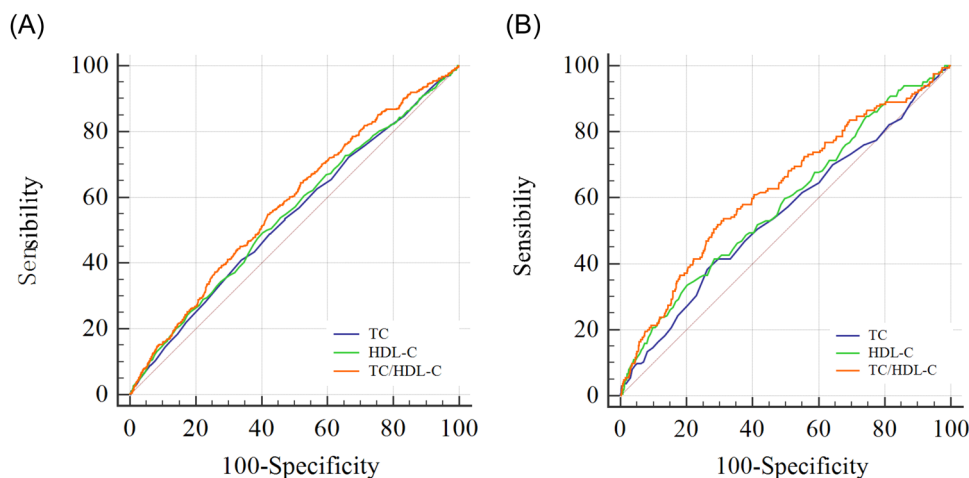 (A)
100
80
60
40
20
0
Sensibility
TC
HDL-C
TC/HDL-C
0 20 40 60 80 100
100-Specificity
(B)
100
80
60
40
20
0
Sensibiliy
TC
HDL-C
TC/HDL-C
0 20 40 60 80 100
100-Specificity